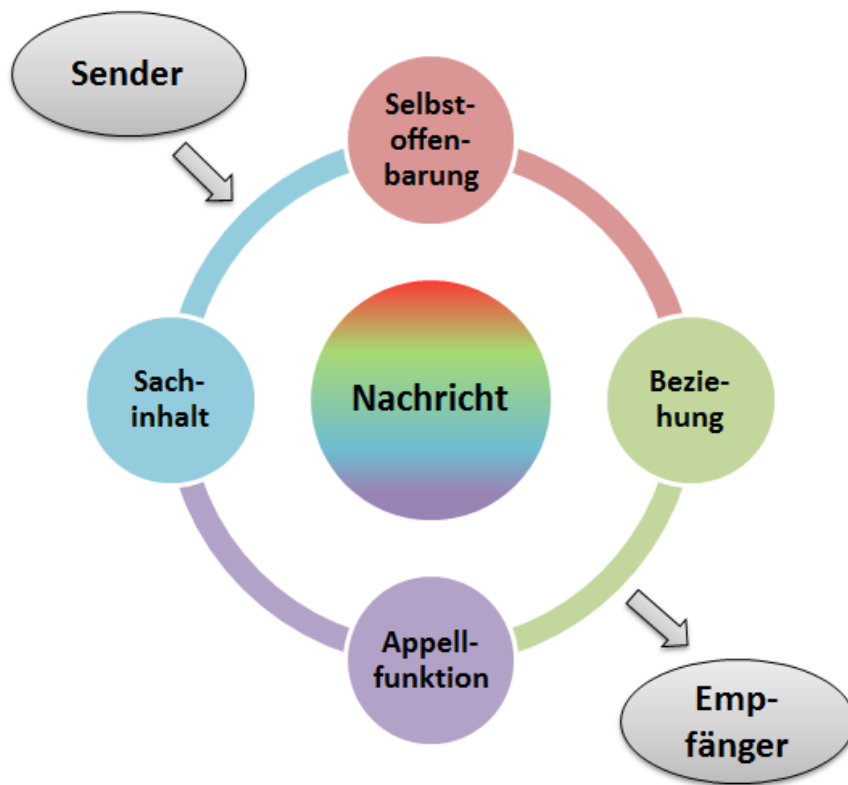 Sender
Selbst-
offen-
barung
Sach-
inhalt
Nachricht
Bezie-
hung
Appell-
funktion
Emp-
fänger